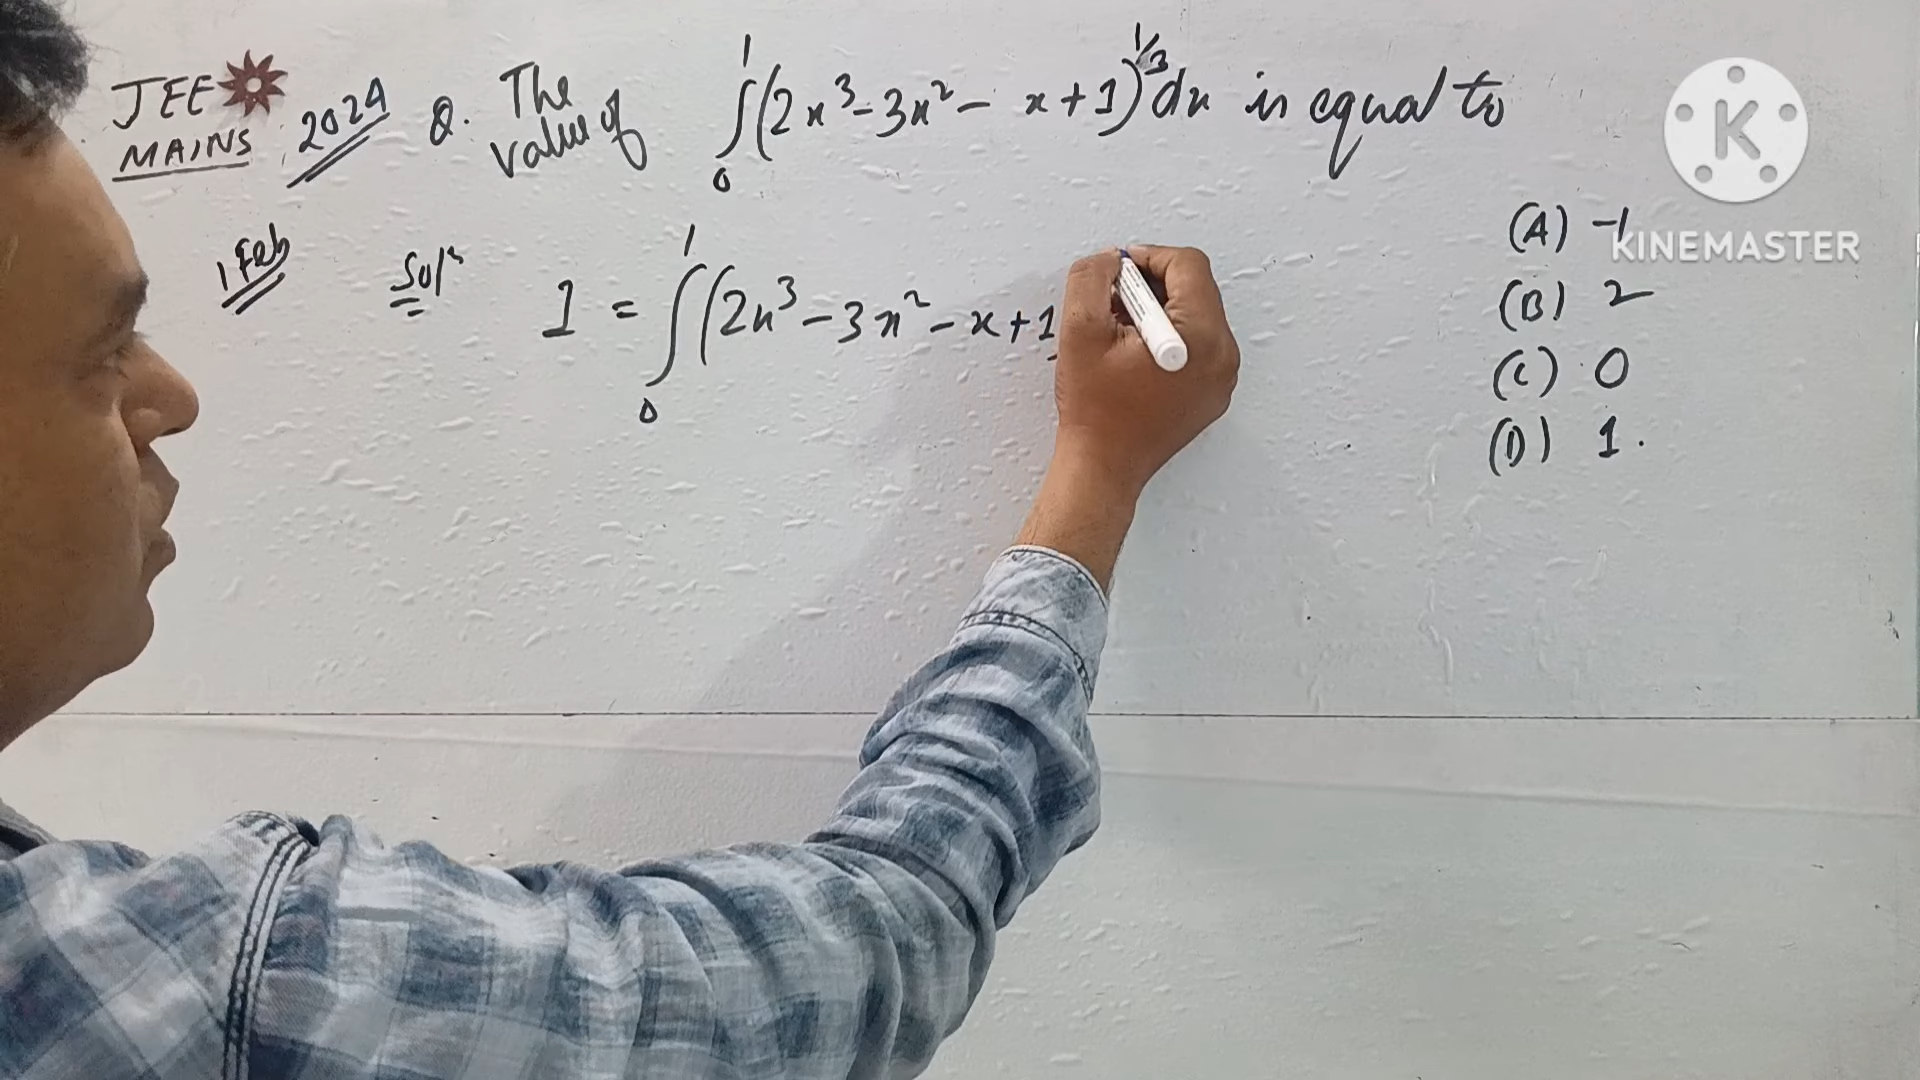 JEE MAINS 2024 Q. The value of ∫₀¹ (2x³ - 3x² - x + 1)^(1/3) dx is equal to
1 Feb
Solⁿ I = ∫₀¹ (2x³ - 3x² - x + 1
(A) -1
(B) 2
(C) 0
(D) 1.
K
KINEMASTER